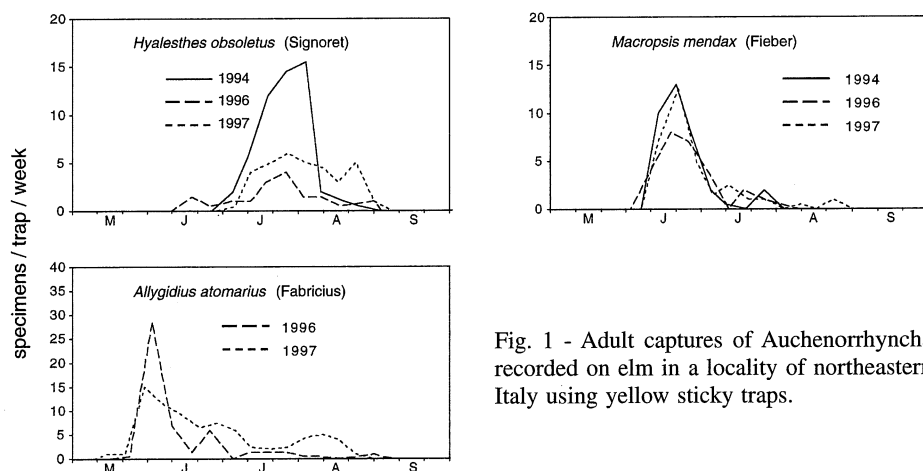 20
15
10
5
0
Hyalesthes obsoletus (Signoret)
1994
1996
1997
M J J A S
20
15
10
5
0
Macropsis mendax (Fieber)
1994
1996
1997
M J J A S
specimens / trap / week
40
35
30
25
20
15
10
5
0
Allygidius atomarius (Fabricius)
1996
1997
M J J A S
Fig. 1 - Adult captures of Auchenorrhynch
recorded on elm in a locality of northeastern
Italy using yellow sticky traps.